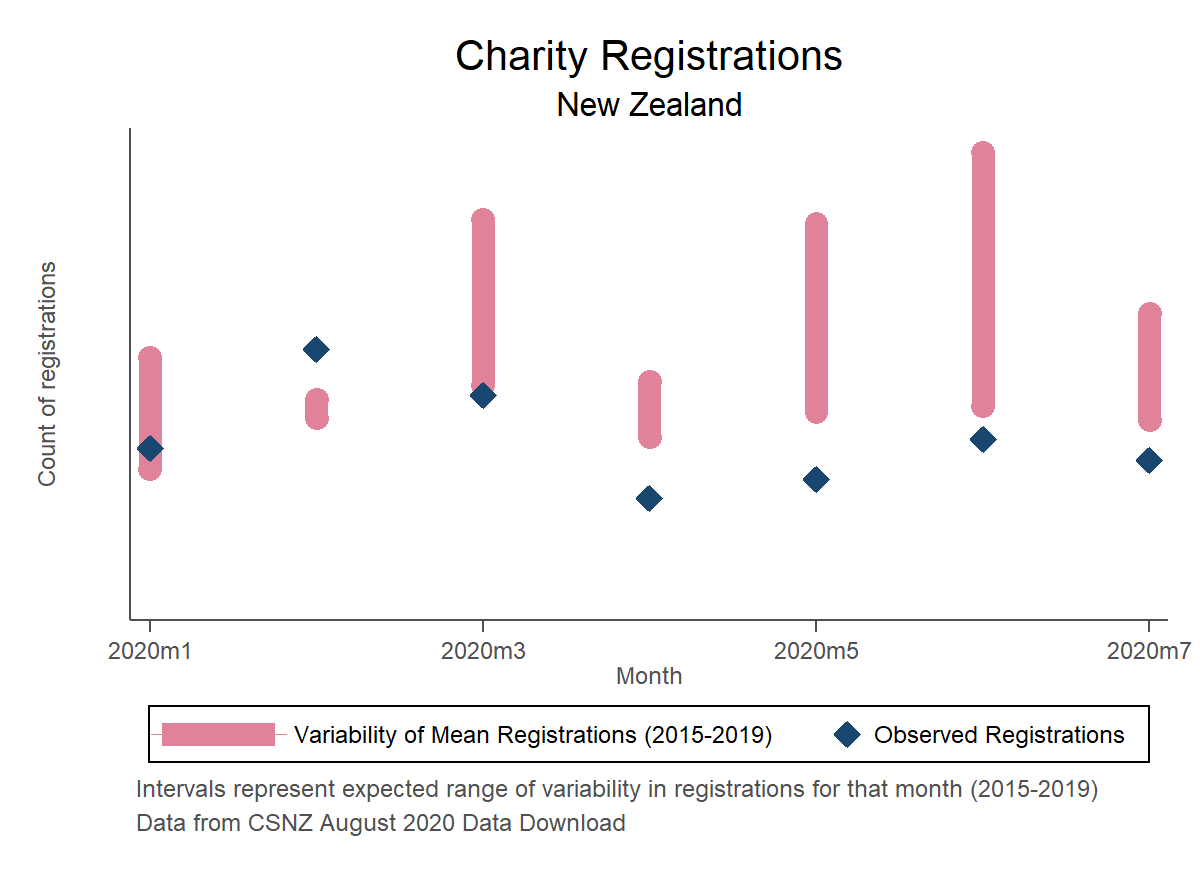 Charity Registrations
New Zealand
Count of registrations
2020m1 2020m3 2020m5 2020m7
Month
Variability of Mean Registrations (2015-2019) Observed Registrations
Intervals represent expected range of variability in registrations for that month (2015-2019)
Data from CSNZ August 2020 Data Download